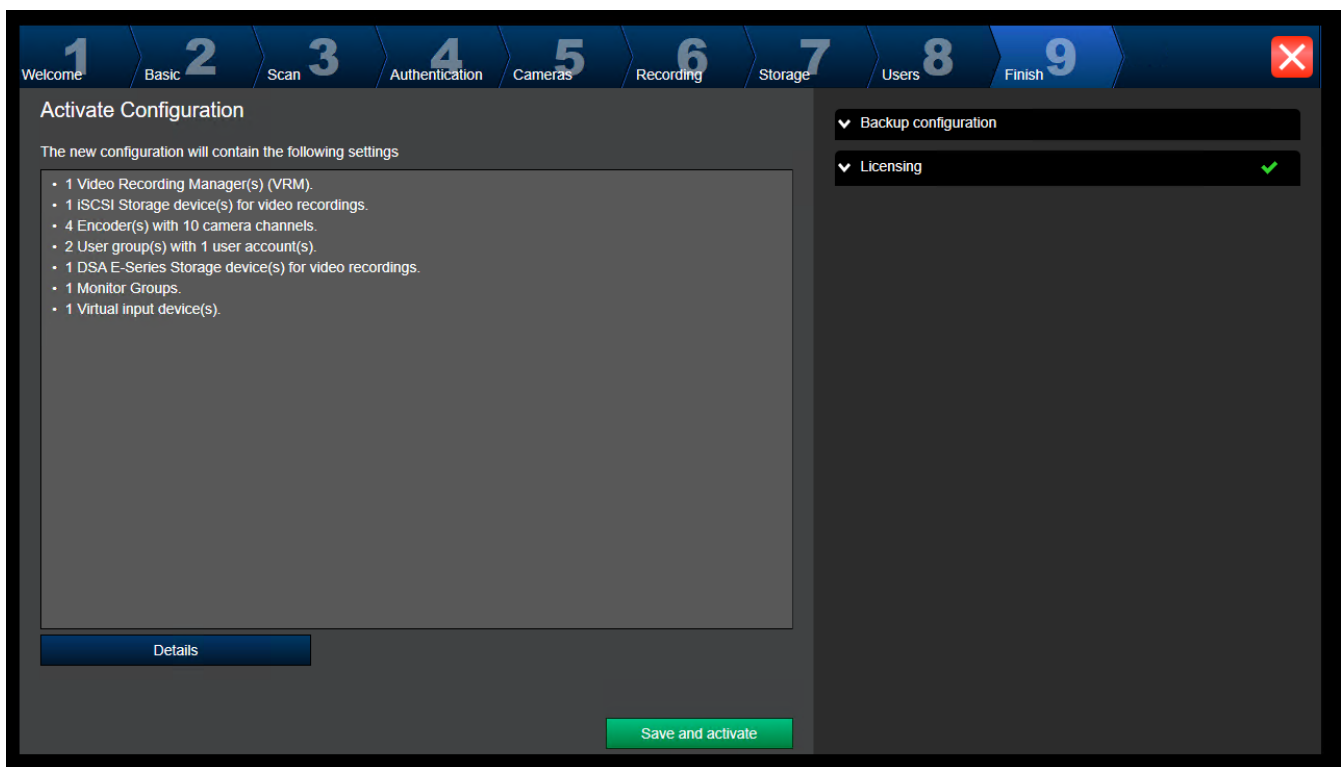 1 Welcome
2 Basic
3 Scan
4 Authentication
5 Cameras
6 Recording
7 Storage
8 Users
9 Finish
Activate Configuration
The new configuration will contain the following settings
• 1 Video Recording Manager(s) (VRM).
• 1 iSCSI Storage device(s) for video recordings.
• 4 Encoder(s) with 10 camera channels.
• 2 User group(s) with 1 user account(s).
• 1 DSA E-Series Storage device(s) for video recordings.
• 1 Monitor Groups.
• 1 Virtual input device(s).
Details
Save and activate
Backup configuration
Licensing